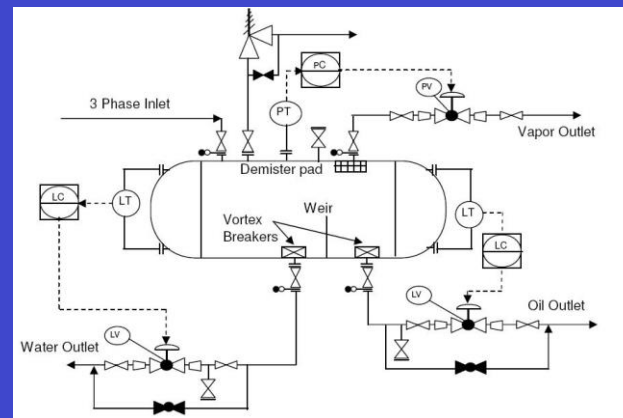 PC
PV
3 Phase Inlet
PT
Vapor Outlet
Demister pad
LC
LT
Vortex
Breakers
Weir
LT
LC
LV
Oil Outlet
LV
Water Outlet